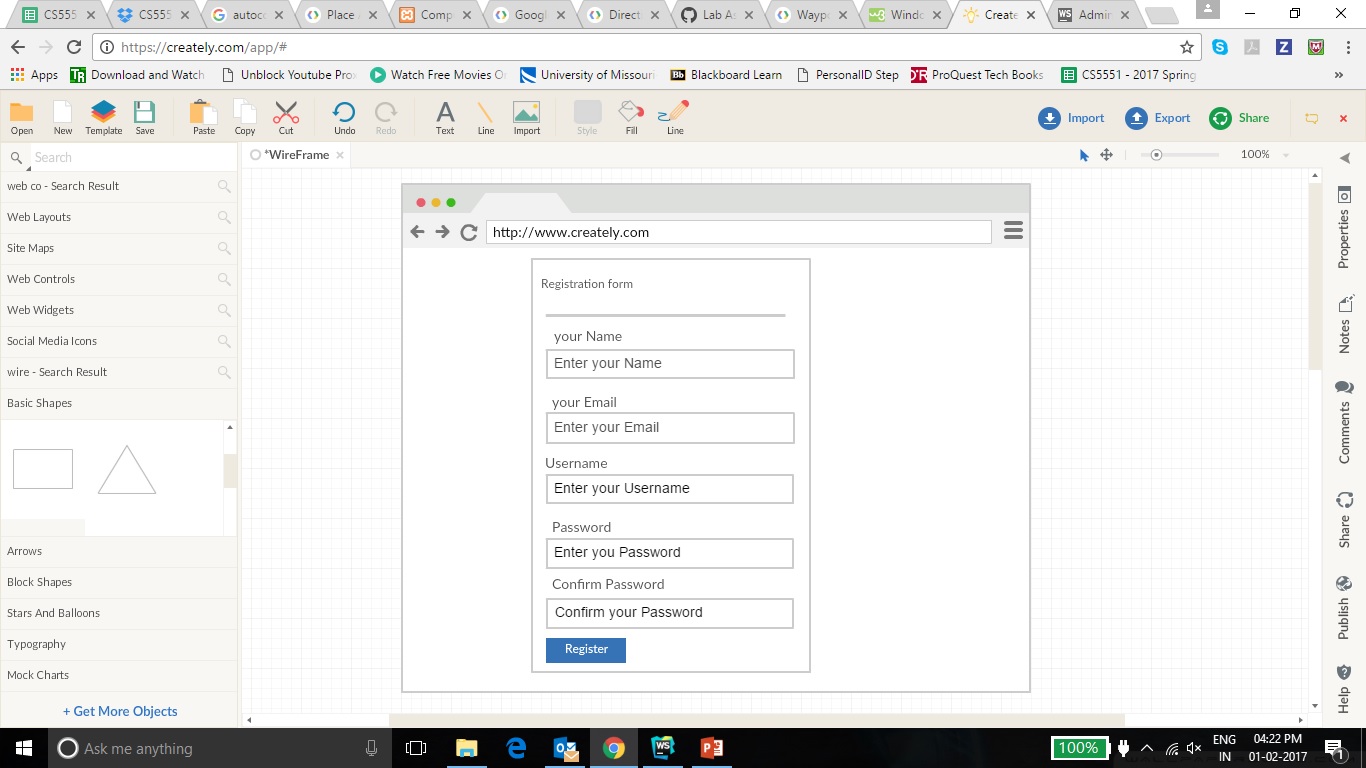 CS555
CS555
autoco
Place
Comp
Googl
Direct
Lab A
Wayp
Windo
Create
Admin
https://creately.com/app/#
Apps
Download and Watch
Unblock Youtube Pro
Watch Free Movies O
University of Missouri
Blackboard Learn
PersonalID Step
ProQuest Tech Books
CS5551 - 2017 Spring
»
Open
New
Template
Save
Paste
Copy
Cut
Undo
Redo
Text
Line
Import
Style
Fill
Line
Import
Export
Share
Search
*WireFrame
100%
web co - Search Result
Web Layouts
Site Maps
Web Controls
Web Widgets
Social Media Icons
wire - Search Result
Basic Shapes
Arrows
Block Shapes
Stars And Balloons
Typography
Mock Charts
+ Get More Objects
http://www.creately.com
Registration form
your Name
Enter your Name
your Email
Enter your Email
Username
Enter your Username
Password
Enter you Password
Confirm Password
Confirm your Password
Register
Properties
Notes
Comments
Share
Publish
Help
Ask me anything
100%
ENG
IN
04:22 PM
01-02-2017
1